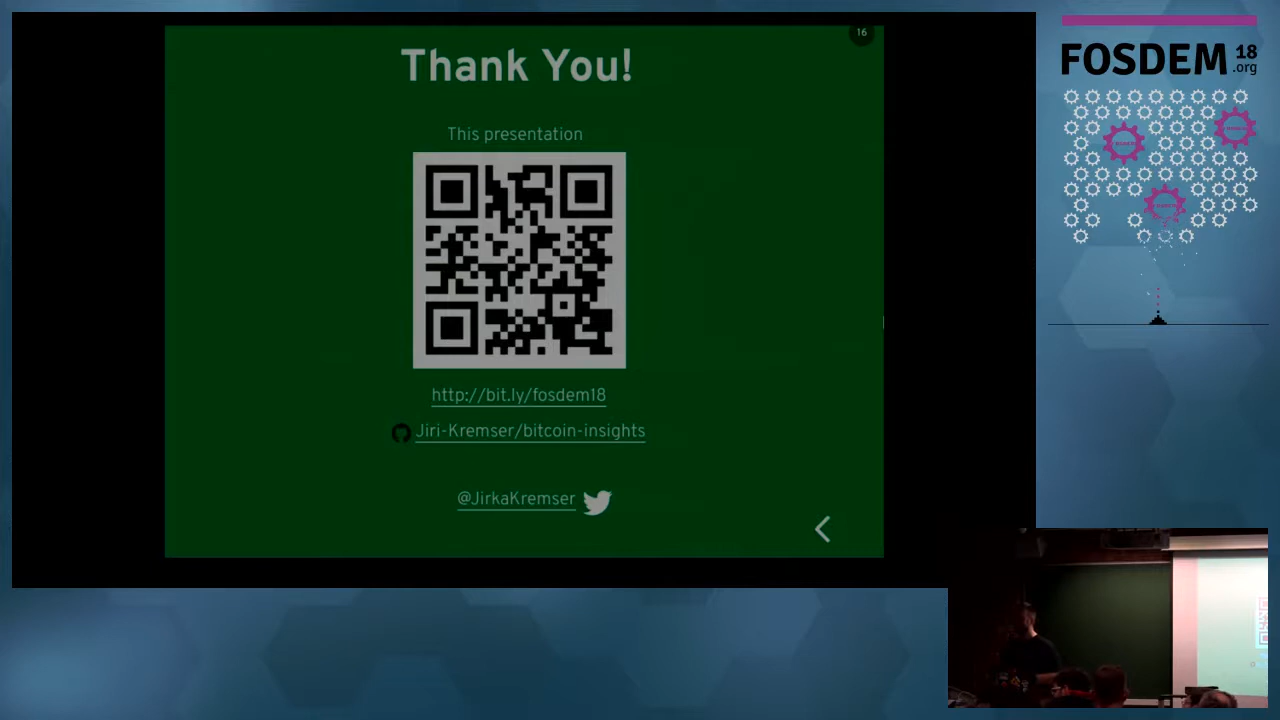 Thank You!
16
This presentation
http://bit.ly/fosdem18
Jiri-Kremser/bitcoin-insights
@JirkaKremser
FOSDEM 18
.org